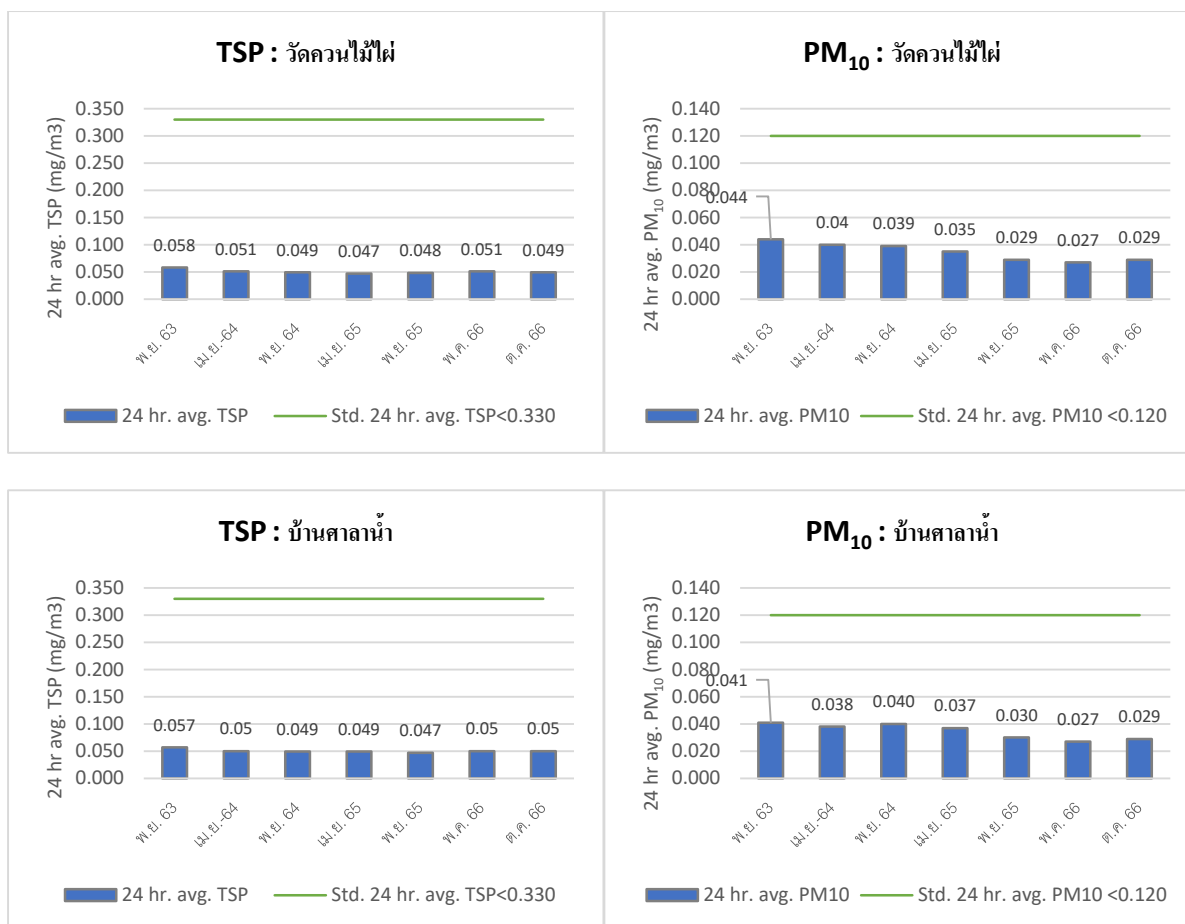 TSP : วัดควนไม้ไผ่
24 hr avg. TSP (mg/m3)
0.350
0.300
0.250
0.200
0.150
0.100
0.050
0.000
0.058 0.051 0.049 0.047 0.048 0.051 0.049
พ.ย. 63 เม.ย.-64 พ.ย. 64 เม.ย. 65 พ.ย. 65 พ.ค. 66 ต.ค. 66
24 hr. avg. TSP Std. 24 hr. avg. TSP<0.330
PM10 : วัดควนไม้ไผ่
24 hr avg. PM10 (mg/m3)
0.140
0.120
0.100
0.080
0.060
0.040
0.020
0.000
0.044 0.04 0.039 0.035 0.029 0.027 0.029
พ.ย. 63 เม.ย.-64 พ.ย. 64 เม.ย. 65 พ.ย. 65 พ.ค. 66 ต.ค. 66
24 hr. avg. PM10 Std. 24 hr. avg. PM10 <0.120
TSP : บ้านศาลาน้ำ
24 hr avg. TSP (mg/m3)
0.350
0.300
0.250
0.200
0.150
0.100
0.050
0.000
0.057 0.05 0.049 0.049 0.047 0.05 0.05
พ.ย. 63 เม.ย.-64 พ.ย. 64 เม.ย. 65 พ.ย. 65 พ.ค. 66 ต.ค. 66
24 hr. avg. TSP Std. 24 hr. avg. TSP<0.330
PM10 : บ้านศาลาน้ำ
24 hr avg. PM10 (mg/m3)
0.140
0.120
0.100
0.080
0.060
0.040
0.020
0.000
0.041 0.038 0.040 0.037 0.030 0.027 0.029
พ.ย. 63 เม.ย.-64 พ.ย. 64 เม.ย. 65 พ.ย. 65 พ.ค. 66 ต.ค. 66
24 hr. avg. PM10 Std. 24 hr. avg. PM10 <0.120